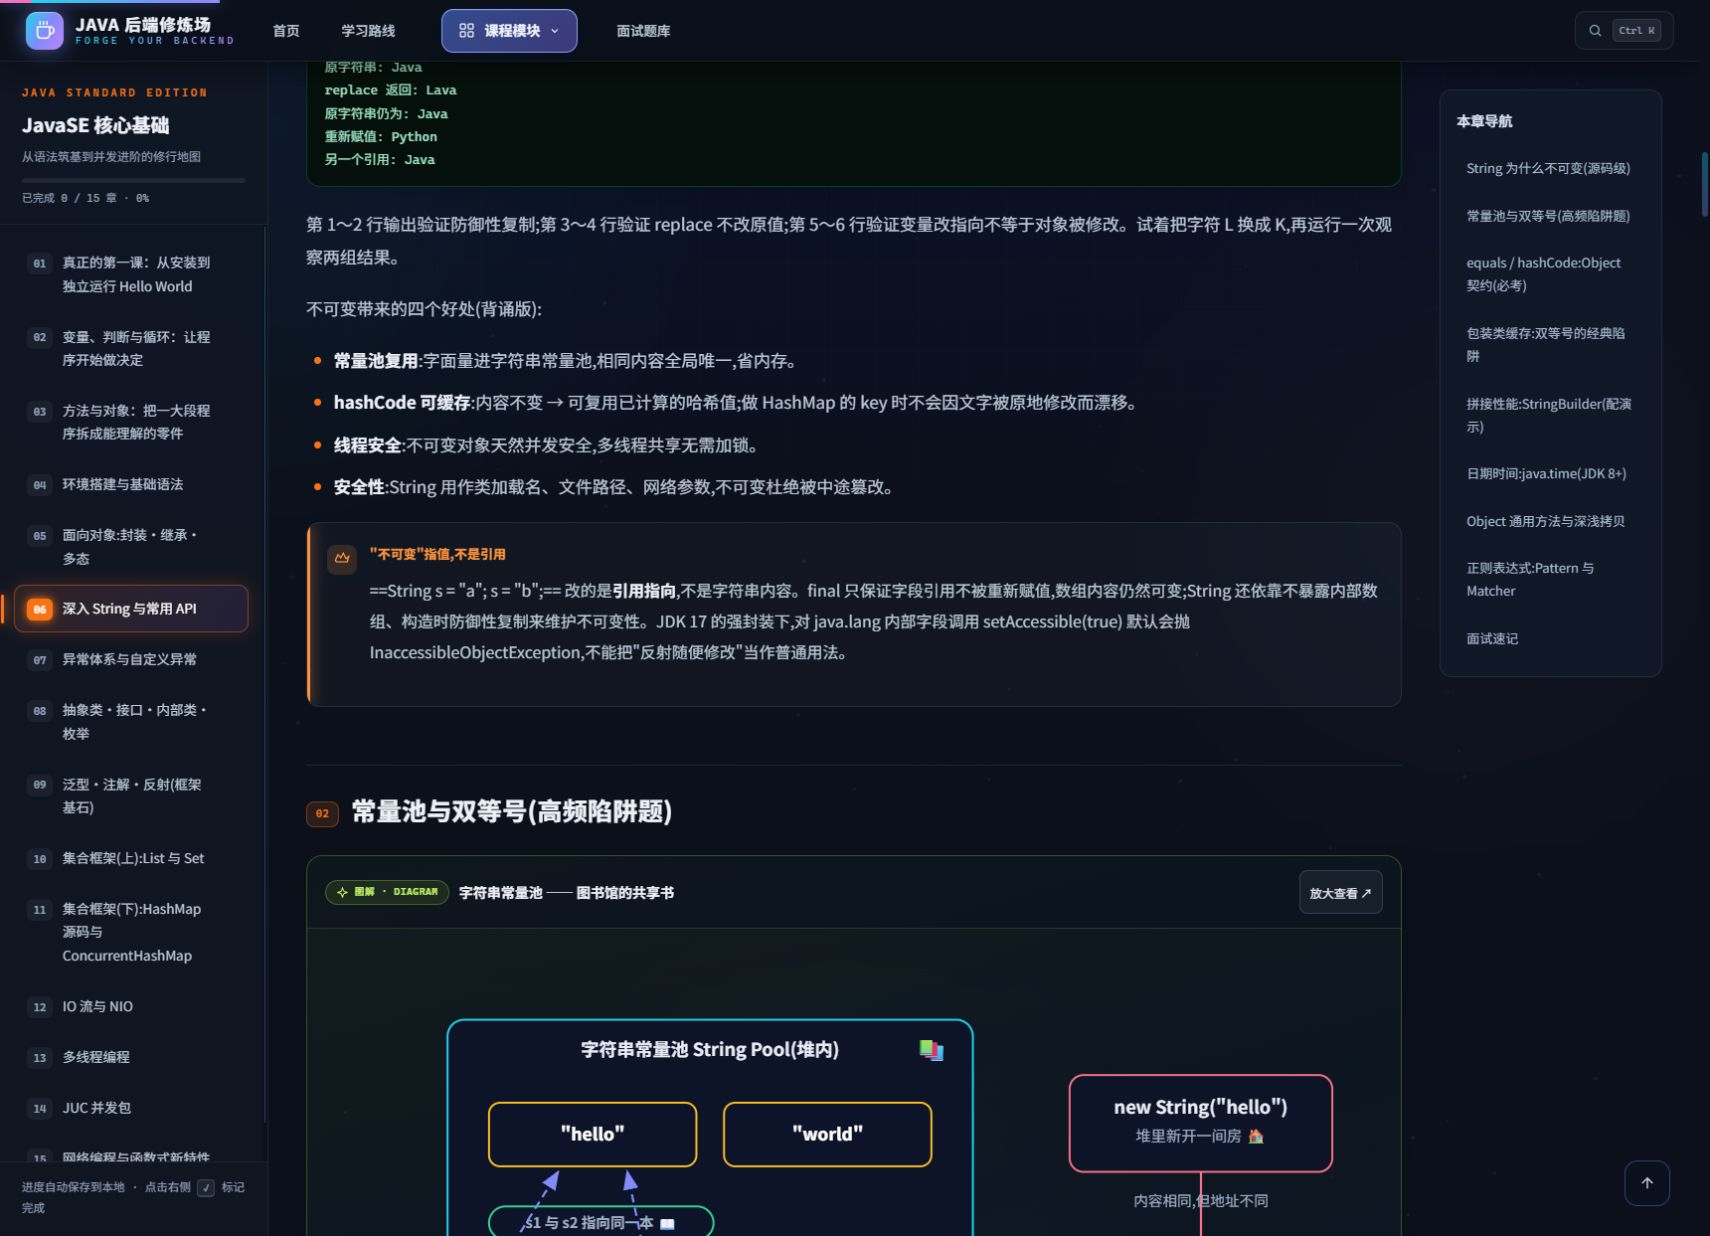 JAVA 后端修炼场
FORGE YOUR BACKEND
首页
学习路线
课程模块
面试题库
Ctrl K
JAVA STANDARD EDITION
JavaSE 核心基础
从语法筑基到并发进阶的修行地图
已完成 0 / 15 章 · 0%
01 真正的第一课：从安装到
独立运行 Hello World
02 变量、判断与循环：让程
序开始做决定
03 方法与对象：把一大段程
序拆成能理解的零件
04 环境搭建与基础语法
05 面向对象:封装・继承・
多态
06 深入 String 与常用 API
07 异常体系与自定义异常
08 抽象类・接口・内部类・
枚举
09 泛型・注解・反射(框架
基石)
10 集合框架(上):List 与 Set
11 集合框架(下):HashMap
源码与
ConcurrentHashMap
12 IO 流与 NIO
13 多线程编程
14 JUC 并发包
15 网络编程与函数式新特性
进度自动保存到本地 · 点击右侧 ✓ 标记
完成
原字符串: Java
replace 返回: Lava
原字符串仍为: Java
重新赋值: Python
另一个引用: Java
第 1～2 行输出验证防御性复制;第 3～4 行验证 replace 不改原值;第 5～6 行验证变量改指向不等于对象被修改。试着把字符 L 换成 K,再运行一次观
察两组结果。
不可变带来的四个好处(背诵版):
常量池复用:字面量进字符串常量池,相同内容全局唯一,省内存。
hashCode 可缓存:内容不变 → 可复用已计算的哈希值;做 HashMap 的 key 时不会因文字被原地修改而漂移。
线程安全:不可变对象天然并发安全,多线程共享无需加锁。
安全性:String 用作类加载名、文件路径、网络参数,不可变杜绝被中途篡改。
"不可变"指值,不是引用
==String s = "a"; s = "b";== 改的是引用指向,不是字符串内容。final 只保证字段引用不被重新赋值,数组内容仍然可变;String 还依靠不暴露内部数
组、构造时防御性复制来维护不可变性。JDK 17 的强封装下,对 java.lang 内部字段调用 setAccessible(true) 默认会抛
InaccessibleObjectException,不能把"反射随便修改"当作普通用法。
02 常量池与双等号(高频陷阱题)
图解 · DIAGRAM 字符串常量池 —— 图书馆的共享书
放大查看 ↗
字符串常量池 String Pool(堆内)
"hello"
"world"
s1 与 s2 指向同一本
new String("hello")
堆里新开一间房
内容相同,但地址不同
本章导航
String 为什么不可变(源码级)
常量池与双等号(高频陷阱题)
equals / hashCode:Object
契约(必考)
包装类缓存:双等号的经典陷
阱
拼接性能:StringBuilder(配演
示)
日期时间:java.time(JDK 8+)
Object 通用方法与深浅拷贝
正则表达式:Pattern 与
Matcher
面试速记